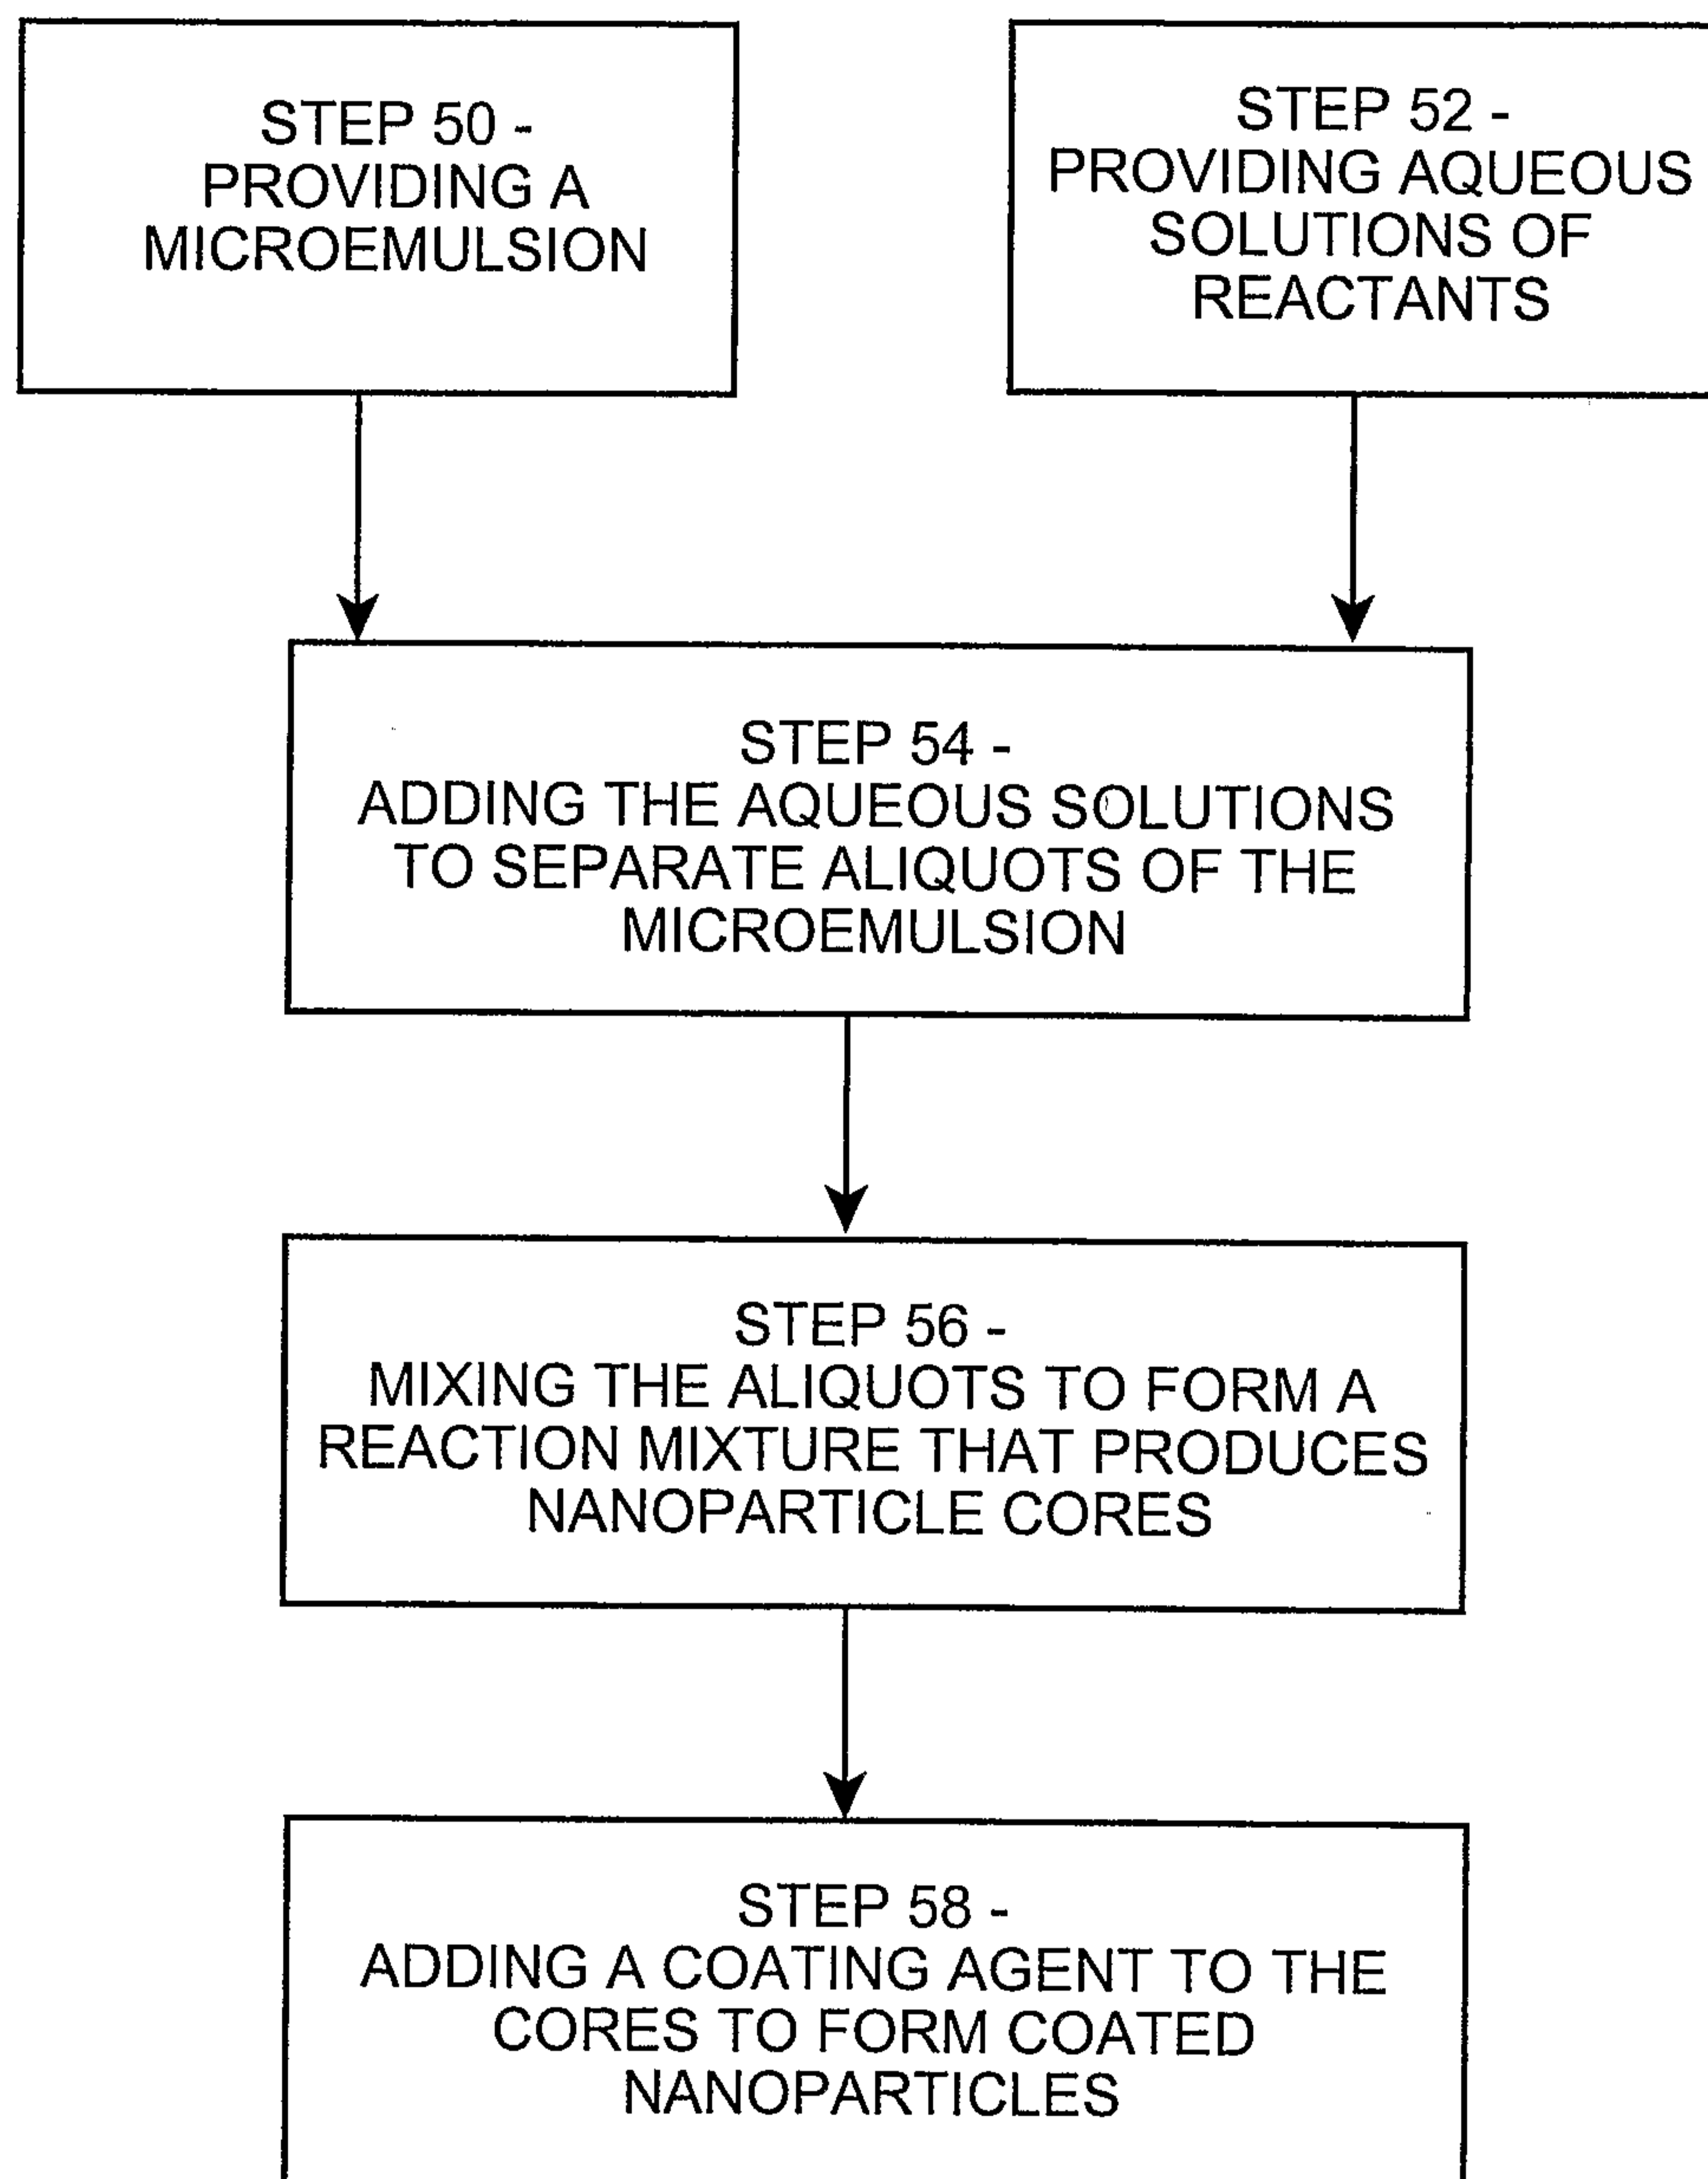 STEP 50 -
PROVIDING A
MICROEMULSION
STEP 52 -
PROVIDING AQUEOUS
SOLUTIONS OF
REACTANTS
STEP 54 -
ADDING THE AQUEOUS SOLUTIONS
TO SEPARATE ALIQUOTS OF THE
MICROEMULSION
STEP 56 -
MIXING THE ALIQUOTS TO FORM A
REACTION MIXTURE THAT PRODUCES
NANOPARTICLE CORES
STEP 58 -
ADDING A COATING AGENT TO THE
CORES TO FORM COATED
NANOPARTICLES